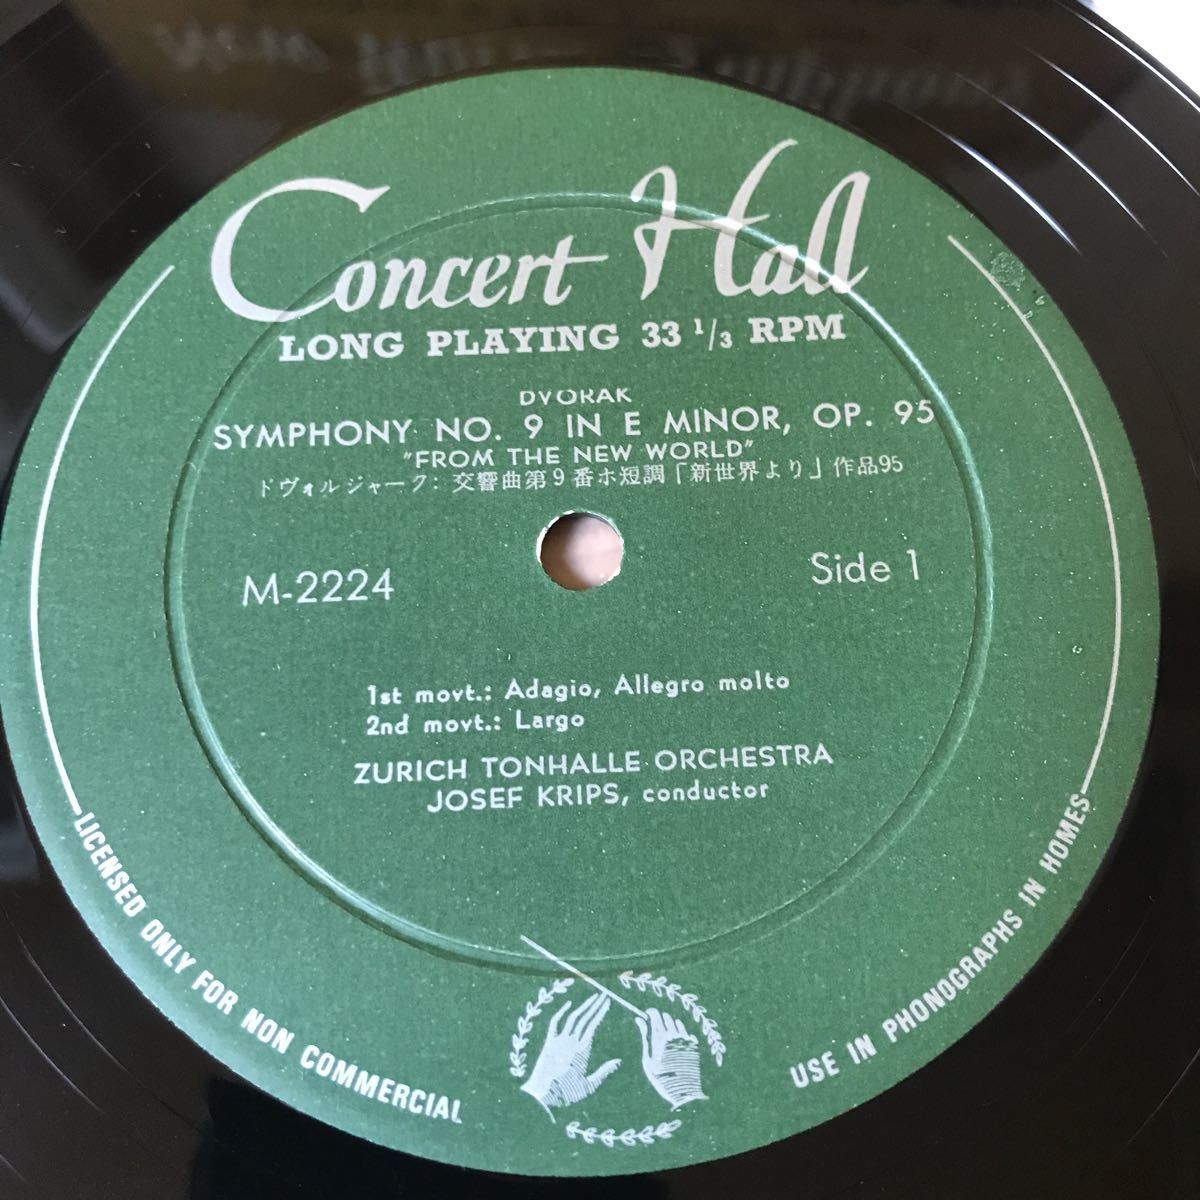 Concert Hall
LONG PLAYING 33 1/3 RPM
DVORAK
SYMPHONY NO. 9 IN E MINOR, OP. 95
"FROM THE NEW WORLD"
ドヴォルジャーク: 交響曲第9番ホ短調「新世界より」作品95
M-2224
Side 1
1st movt.: Adagio, Allegro molto
2nd movt.: Largo
ZURICH TONHALLE ORCHESTRA
JOSEF KRIPS, conductor
LICENSED ONLY FOR NON COMMERCIAL
USE IN PHONOGRAPHS IN HOMES